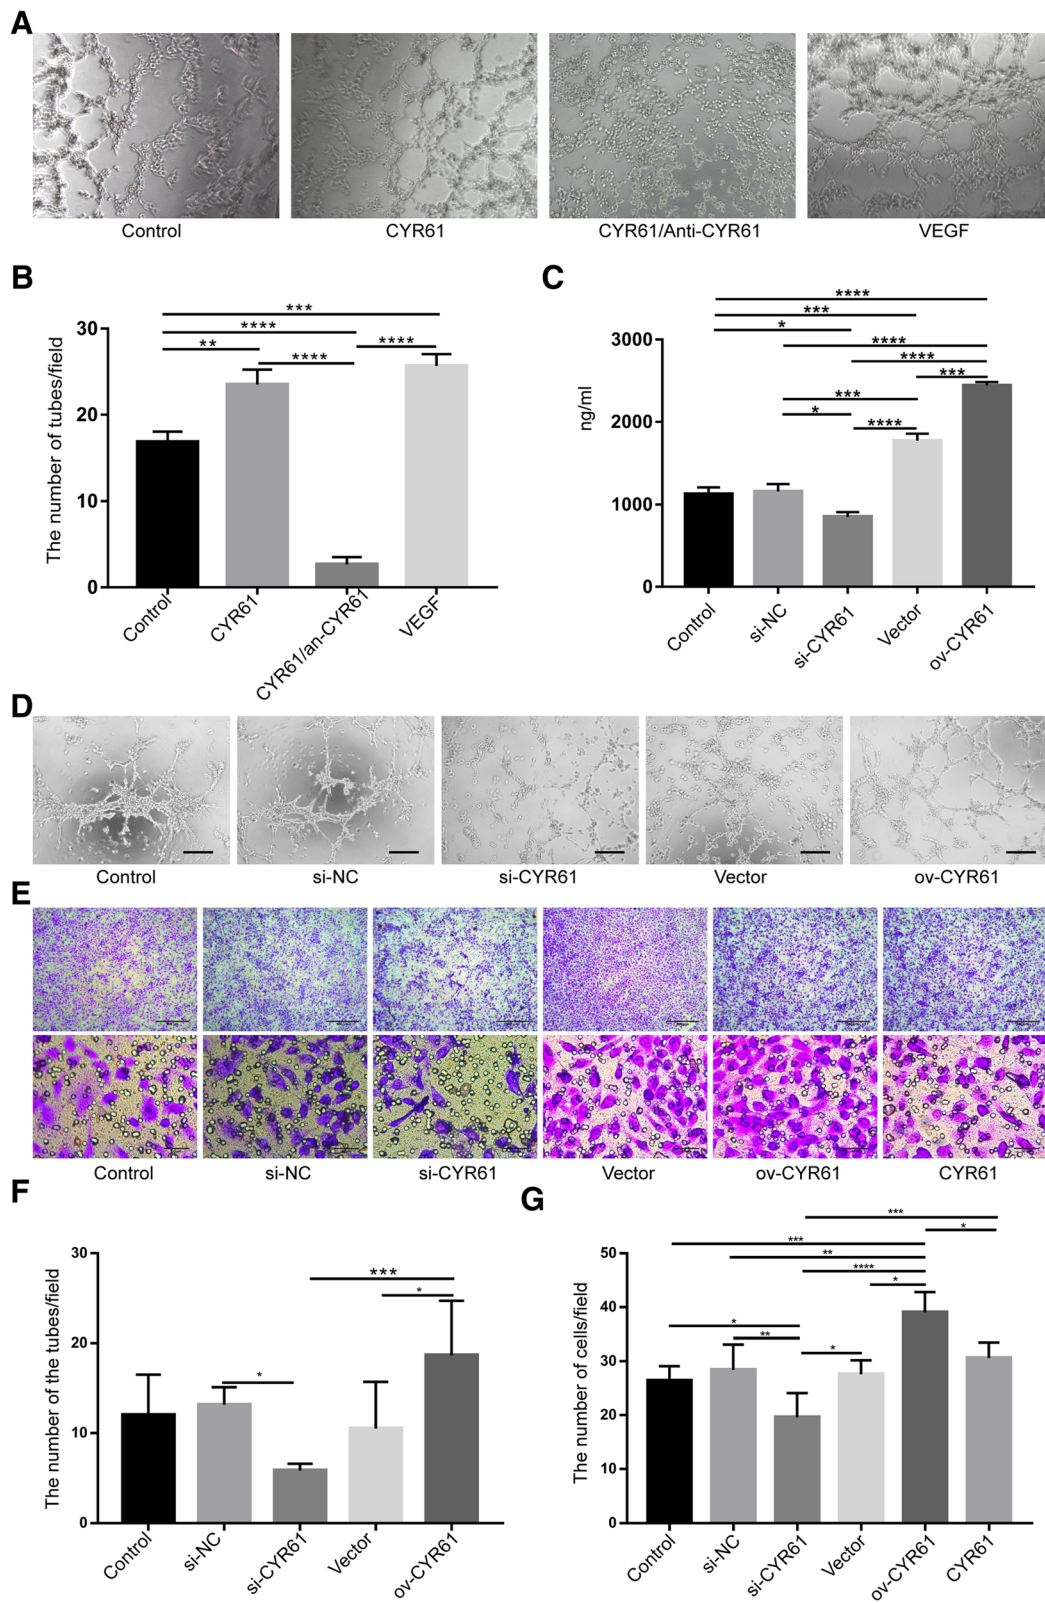 A
Control CYR61 CYR61/Anti-CYR61 VEGF
B
The number of tubes/field
30
20
10
0
***
****
** **** ****
Control CYR61 CYR61/an-CYR61 VEGF
C
ng/ml
3000
2000
1000
0
****
***
*
****
****
***
***
*
****
Control si-NC si-CYR61 Vector ov-CYR61
D
Control si-NC si-CYR61 Vector ov-CYR61
E
Control si-NC si-CYR61 Vector ov-CYR61 CYR61
F
The number of the tubes/field
30
20
10
0
***
*
*
Control si-NC si-CYR61 Vector ov-CYR61
G
The number of cells/field
50
40
30
20
10
0
***
*
***
**
****
*
*
**
*
Control si-NC si-CYR61 Vector ov-CYR61 CYR61